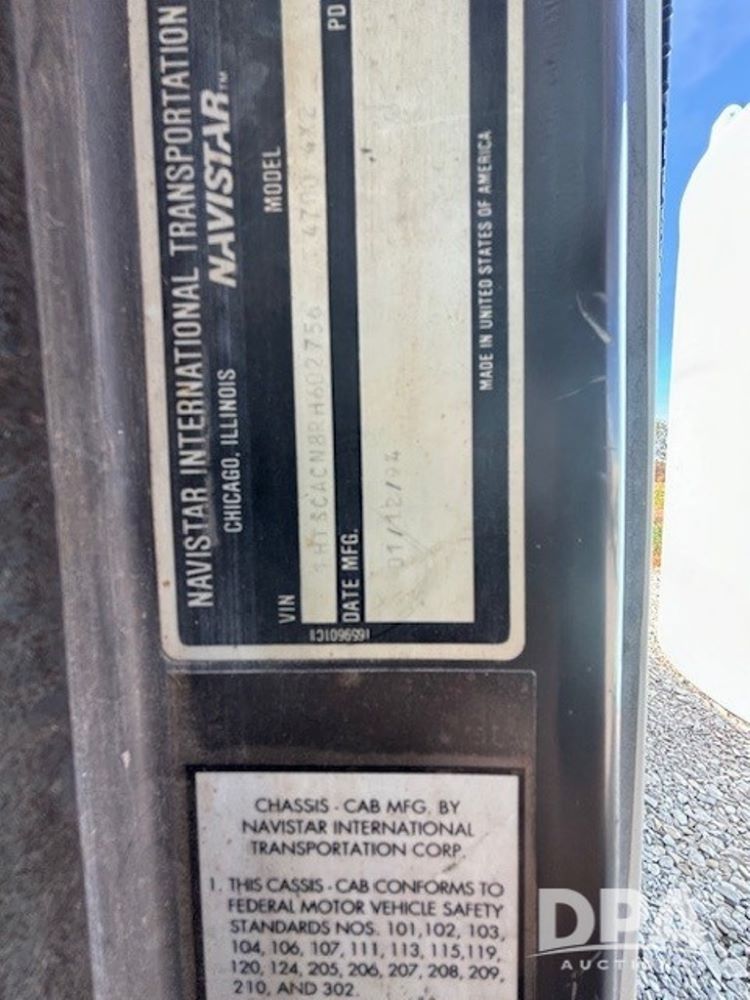 NAVISTAR INTERNATIONAL TRANSPORTATION
CHICAGO, ILLINOIS NAVISTAR™
VIN MODEL
1HTSCACN8RH602756 4700 4X2
DATE MFG. PD
01/12/94
MADE IN UNITED STATES OF AMERICA
1659601C1
CHASSIS - CAB MFG. BY
NAVISTAR INTERNATIONAL
TRANSPORTATION CORP.
1. THIS CASSIS - CAB CONFORMS TO
FEDERAL MOTOR VEHICLE SAFETY
STANDARDS NOS. 101,102, 103,
104, 106, 107, 111, 113, 115,119,
120, 124, 205, 206, 207, 208, 209,
210, AND 302.
DPA
AUCTIONS